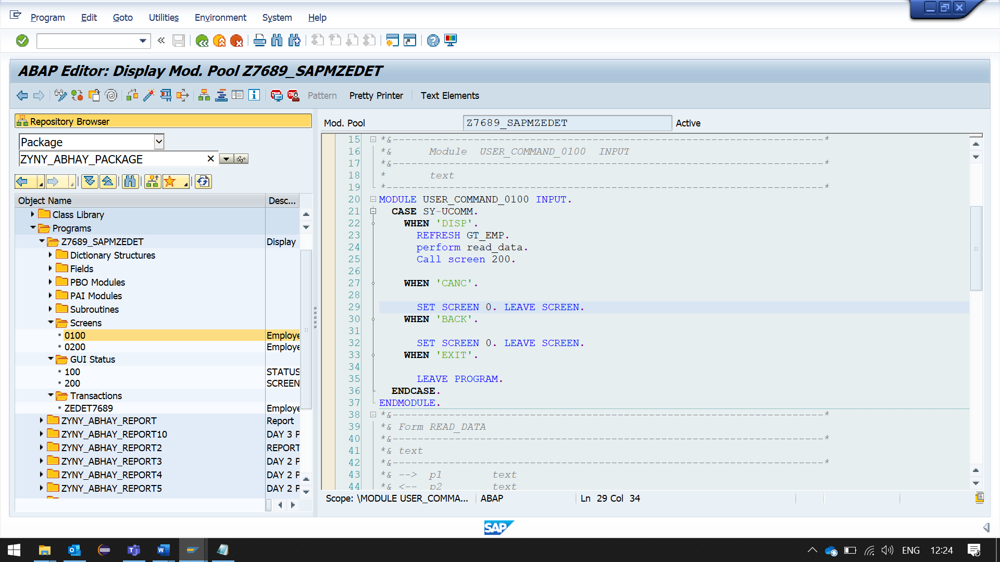 Program Edit Goto Utilities Environment System Help
ABAP Editor: Display Mod. Pool Z7689_SAPMZEDET
Pattern Pretty Printer Text Elements
Repository Browser
Package
ZYNY_ABHAY_PACKAGE
Object Name Desc...
Class Library
Programs
Z7689_SAPMZEDET Display
Dictionary Structures
Fields
PBO Modules
PAI Modules
Subroutines
Screens
0100 Employe
0200 Employe
GUI Status
100 STATUS
200 SCREEN
Transactions
ZEDET7689 Employe
ZYNY_ABHAY_REPORT Report
ZYNY_ABHAY_REPORT10 DAY 3 P
ZYNY_ABHAY_REPORT2 REPORT
ZYNY_ABHAY_REPORT3 DAY 2 P
ZYNY_ABHAY_REPORT4 DAY 2 P
ZYNY_ABHAY_REPORT5 DAY 2 P
Mod. Pool Z7689_SAPMZEDET Active
15 *&---------------------------------------------------------------------*
16 *&      Module  USER_COMMAND_0100  INPUT
17 *&---------------------------------------------------------------------*
18 *       text
19 *----------------------------------------------------------------------*
20 MODULE USER_COMMAND_0100 INPUT.
21   CASE SY-UCOMM.
22     WHEN 'DISP'.
23       REFRESH GT_EMP.
24       perform read_data.
25       Call screen 200.
26
27     WHEN 'CANC'.
28
29       SET SCREEN 0. LEAVE SCREEN.
30     WHEN 'BACK'.
31
32       SET SCREEN 0. LEAVE SCREEN.
33     WHEN 'EXIT'.
34
35       LEAVE PROGRAM.
36   ENDCASE.
37 ENDMODULE.
38 *&---------------------------------------------------------------------*
39 *& Form READ_DATA
40 *&---------------------------------------------------------------------*
41 *& text
42 *&---------------------------------------------------------------------*
43 *& -->  p1        text
44 *& <--  p2        text
Scope: \MODULE USER_COMMA... ABAP Ln 29 Col 34
SAP
ENG 12:24